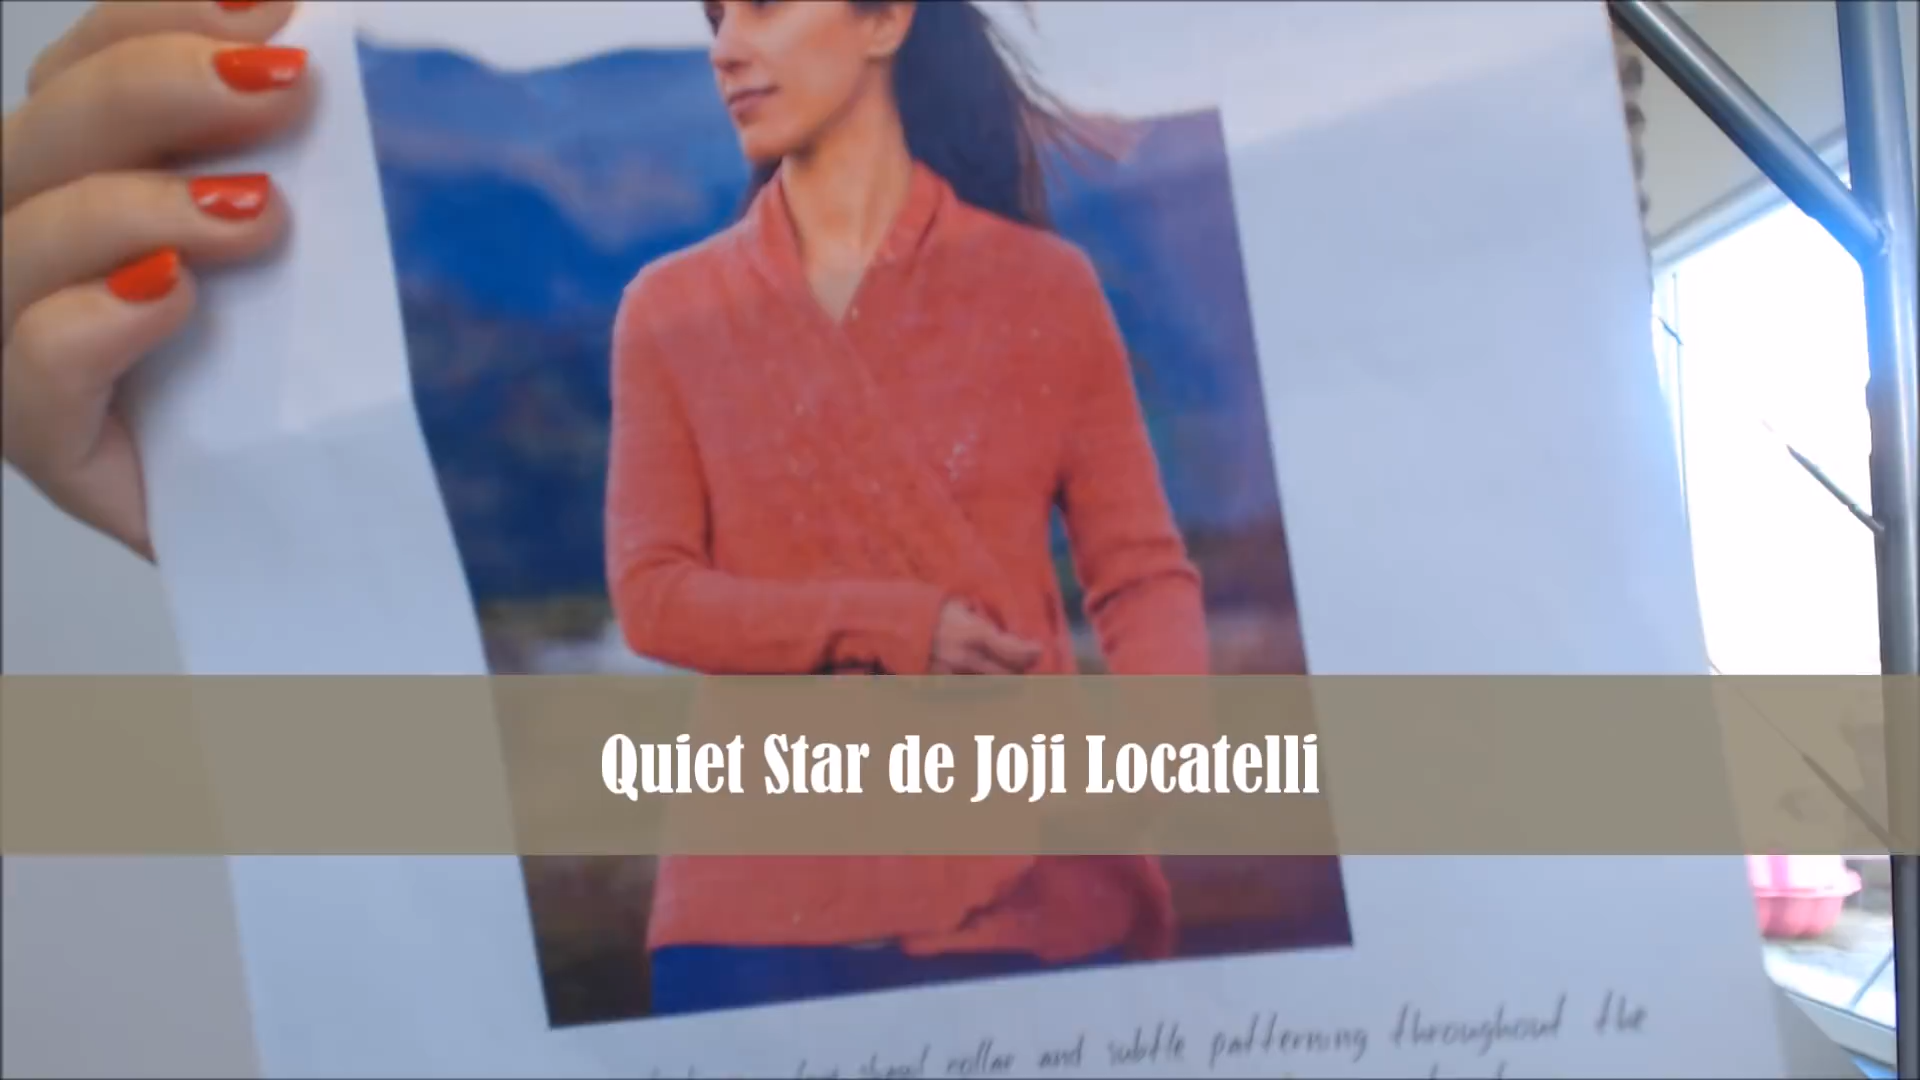 Quiet Star de Joji Locatelli
shawl collar and subtle patterning throughout the